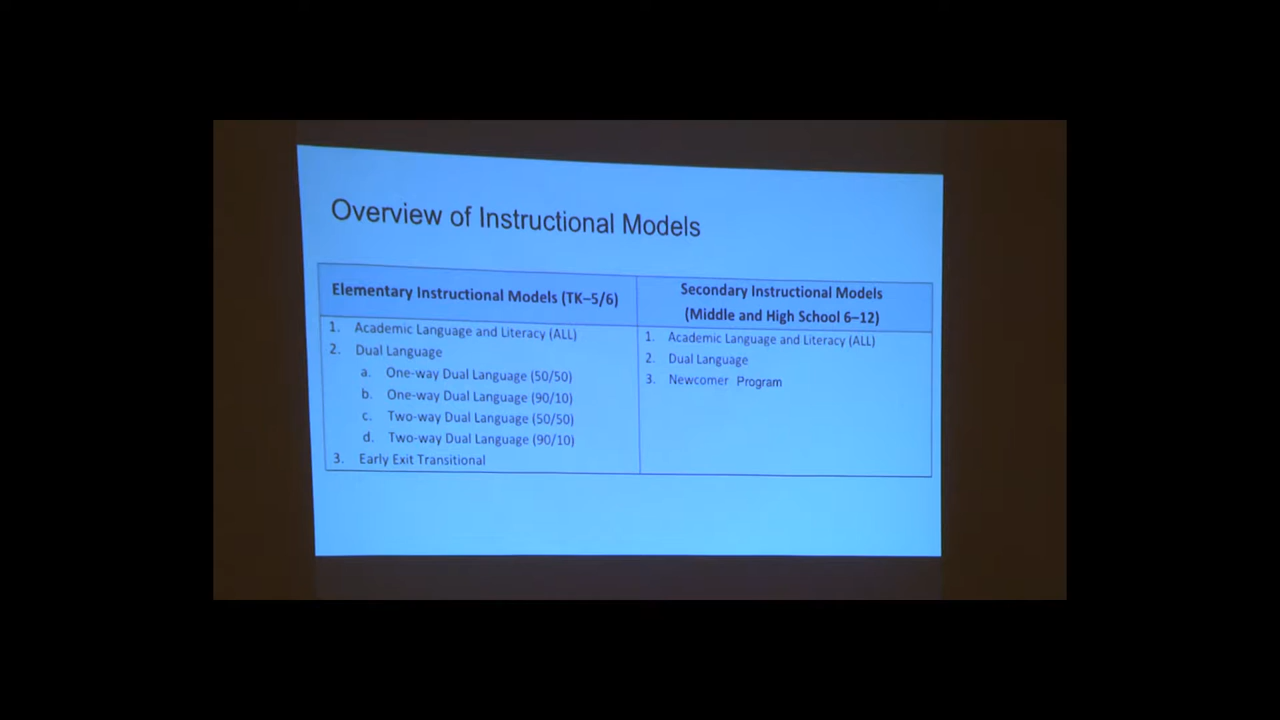 Overview of Instructional Models
Elementary Instructional Models (TK–5/6)
1. Academic Language and Literacy (ALL)
2. Dual Language
a. One-way Dual Language (50/50)
b. One-way Dual Language (90/10)
c. Two-way Dual Language (50/50)
d. Two-way Dual Language (90/10)
3. Early Exit Transitional
Secondary Instructional Models
(Middle and High School 6–12)
1. Academic Language and Literacy (ALL)
2. Dual Language
3. Newcomer Program